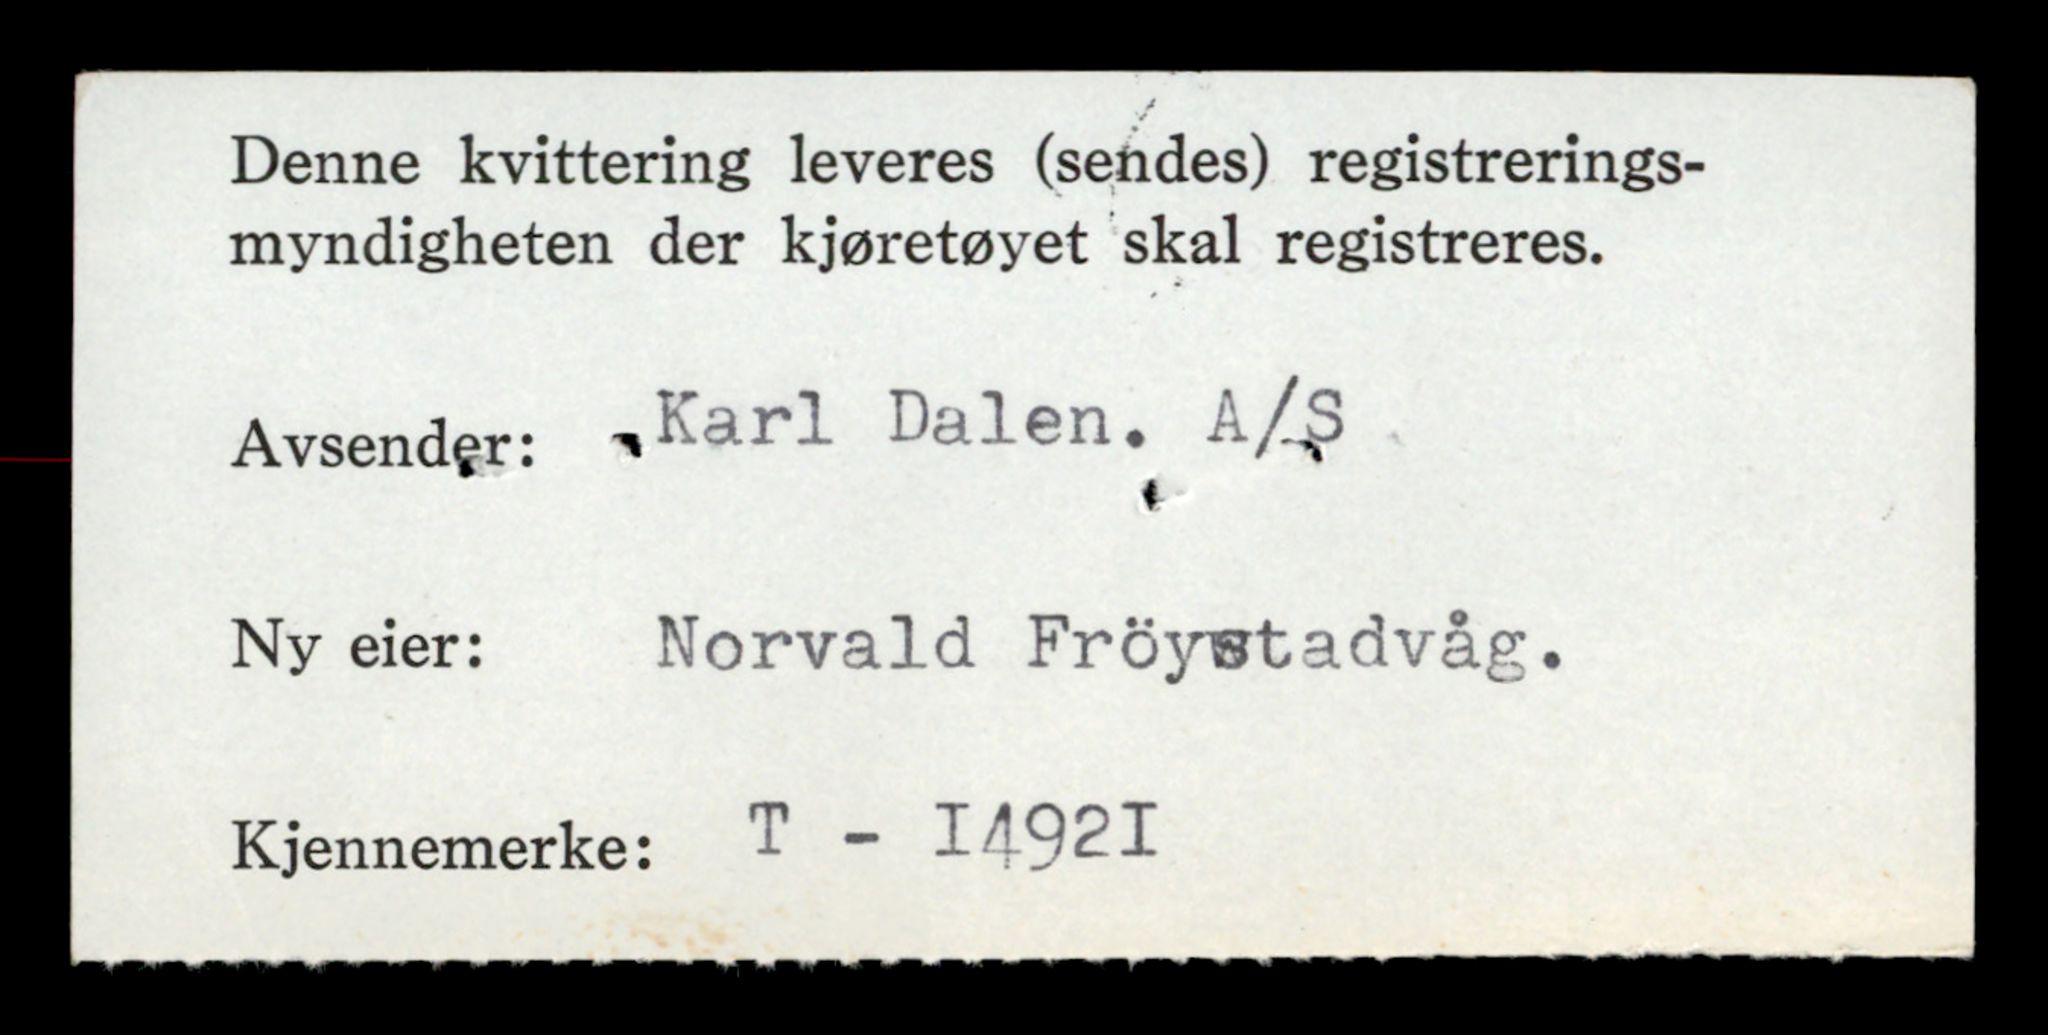 Denne kvittering leveres (sendes) registrerings-
myndigheten der kjøretøyet skal registreres.
Avsender: Karl Dalen. A/S
Ny eier: Norvald Fröystadvåg.
Kjennemerke: T - I492I